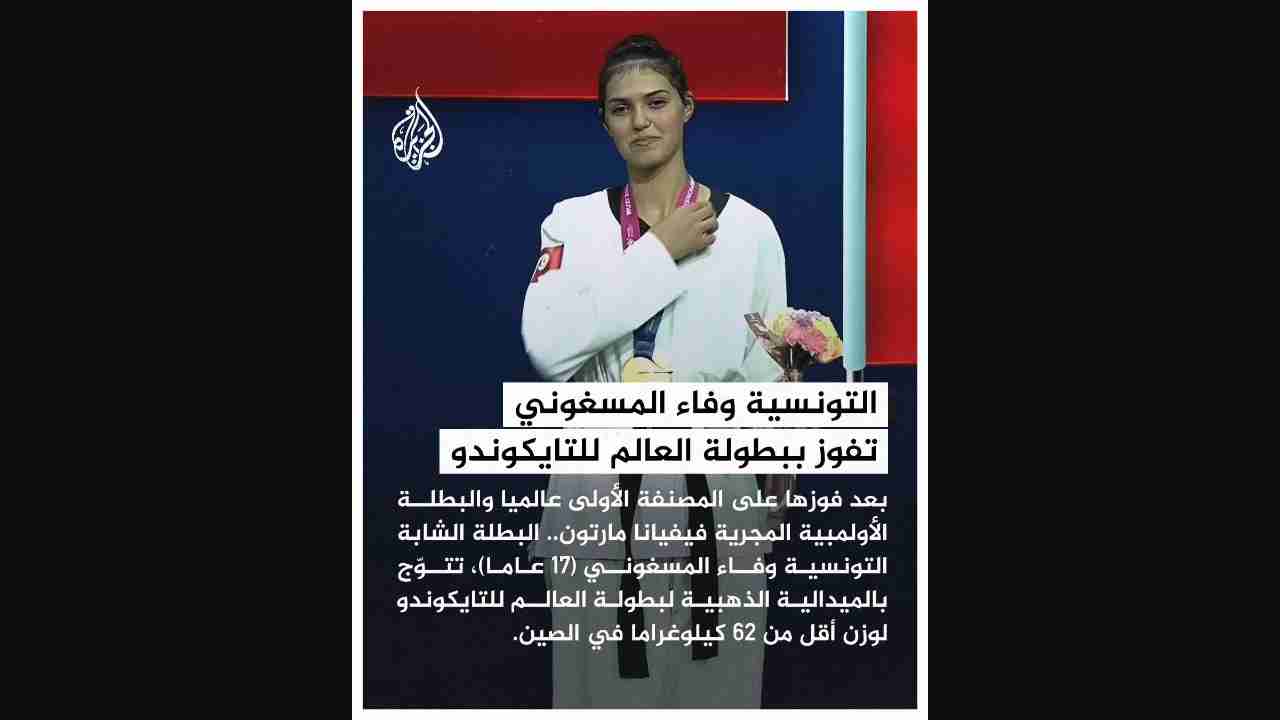 الجزيرة
التونسية وفاء المسغوني
تفوز ببطولة العالم للتايكوندو
بعد فوزها على المصنفة الأولى عالميا والبطلة
الأولمبية المجرية فيفيانا مارتون.. البطلة الشابة
التونسية وفاء المسغوني (17 عاما)، تتوّج
بالميدالية الذهبية لبطولة العالم للتايكوندو
لوزن أقل من 62 كيلوغراما في الصين.